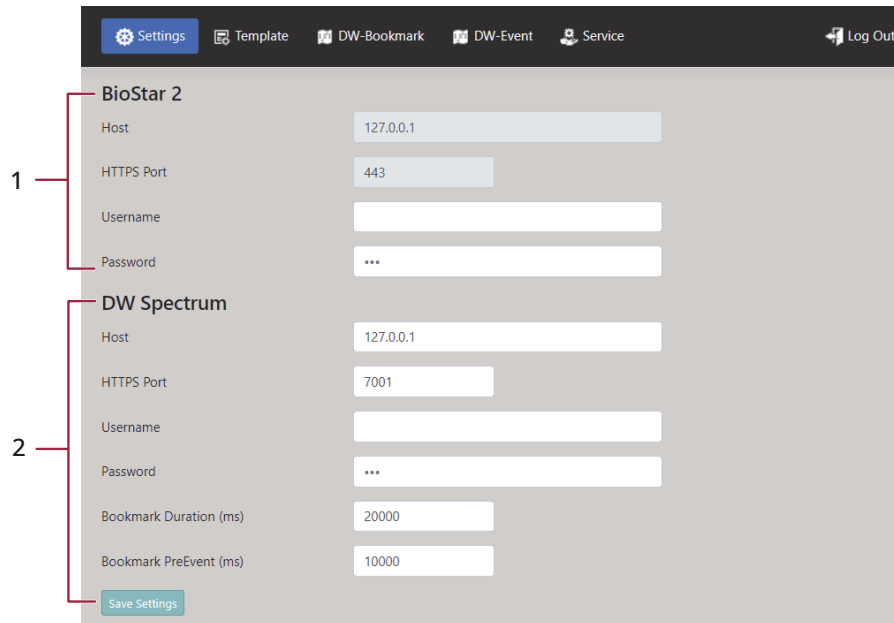 Settings Template DW-Bookmark DW-Event Service Log Out
BioStar 2
Host 127.0.0.1
1
HTTPS Port 443
Username
Password •••
DW Spectrum
Host 127.0.0.1
HTTPS Port 7001
Username
2
Password •••
Bookmark Duration (ms) 20000
Bookmark PreEvent (ms) 10000
Save Settings